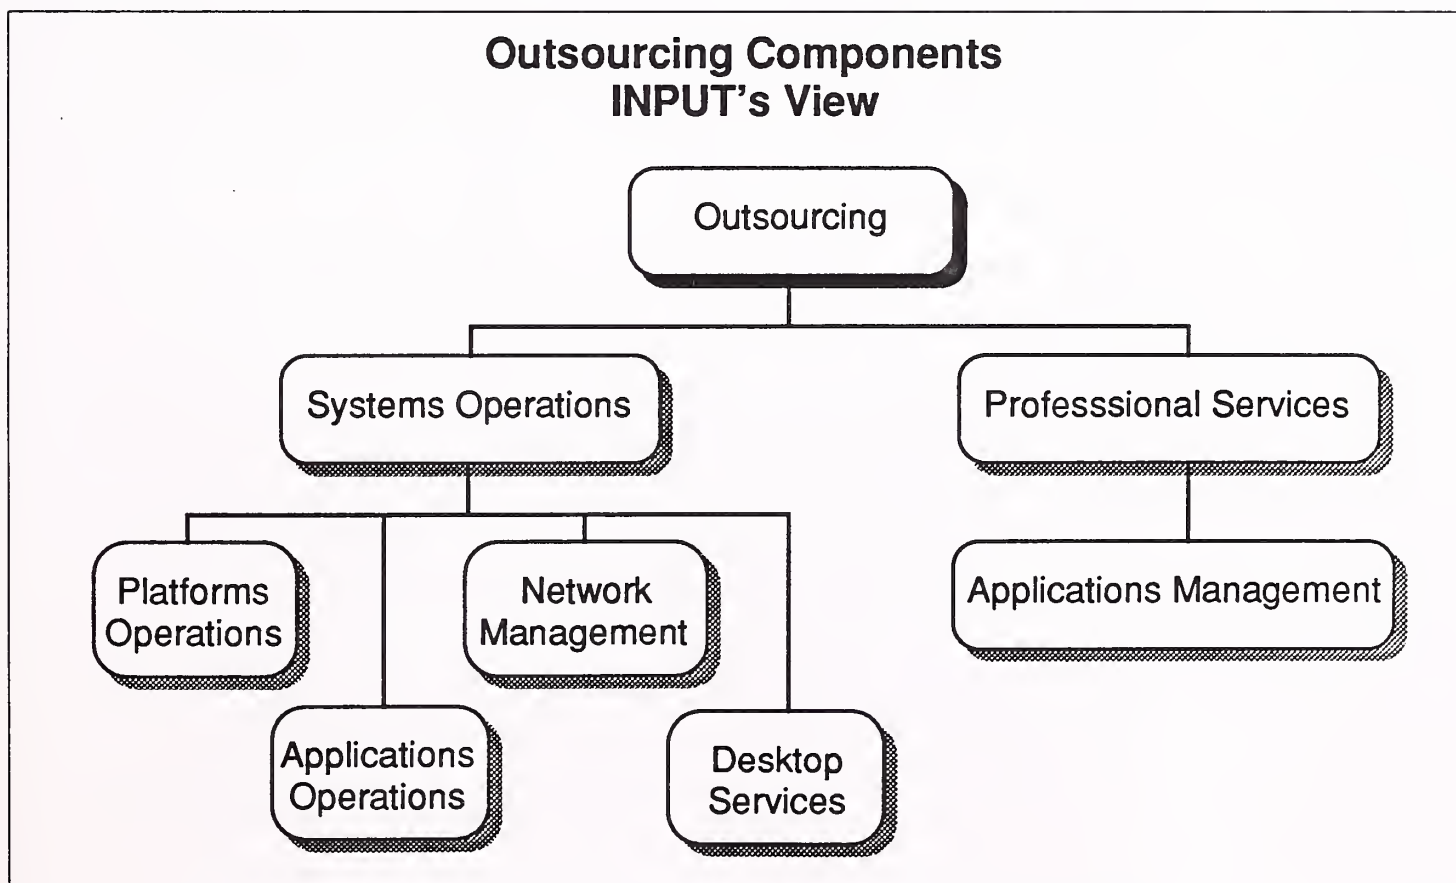 Outsourcing Components
INPUT's View
Outsourcing
Systems Operations
Professsional Services
Platforms
Operations
Network
Management
Applications Management
Applications
Operations
Desktop
Services